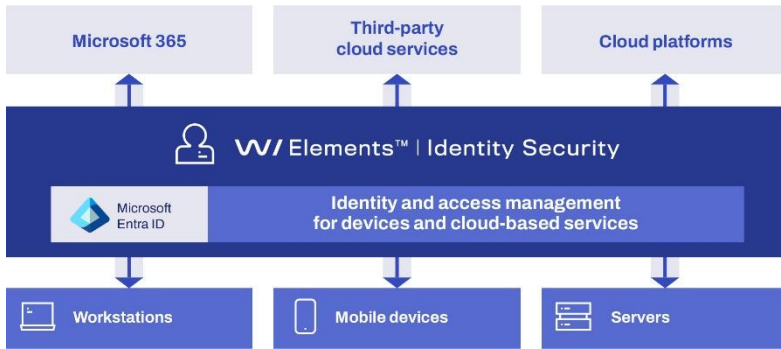 Microsoft 365
Third-party
cloud services
Cloud platforms
W/ Elements™ | Identity Security
Microsoft
Entra ID
Identity and access management
for devices and cloud-based services
Workstations
Mobile devices
Servers